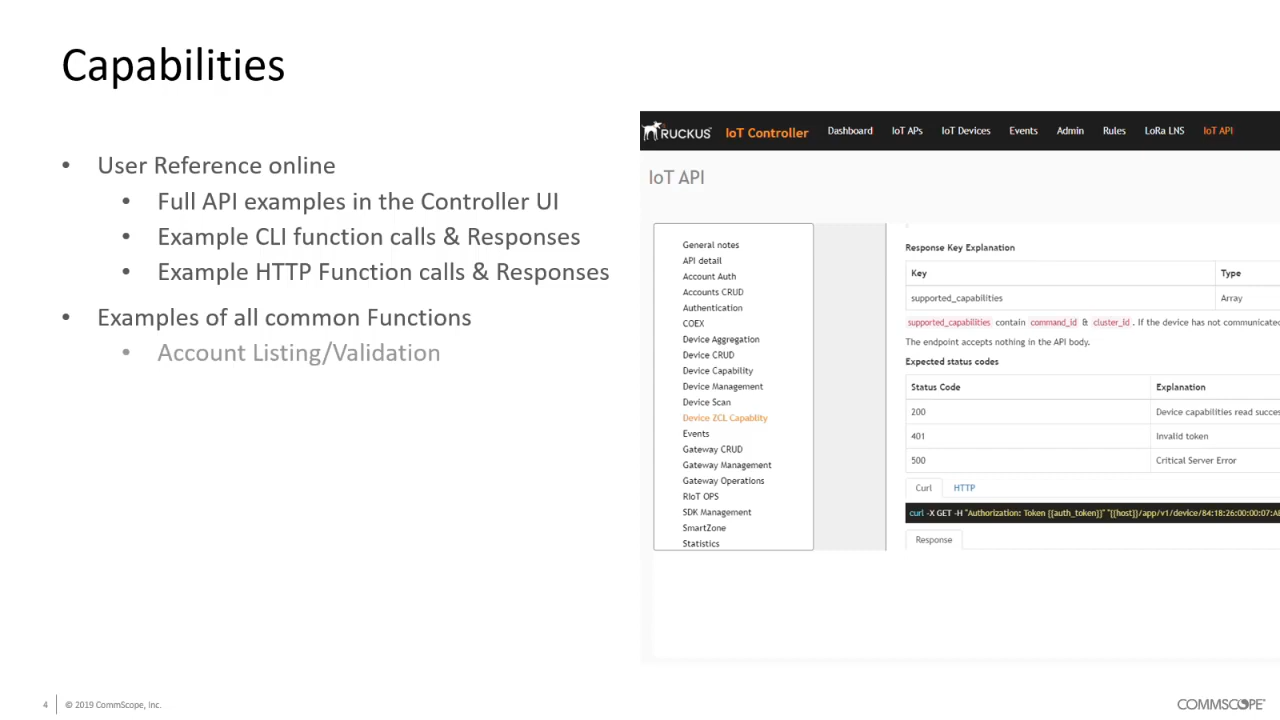 Capabilities
• User Reference online
• Full API examples in the Controller UI
• Example CLI function calls & Responses
• Example HTTP Function calls & Responses
• Examples of all common Functions
• Account Listing/Validation
RUCKUS IoT Controller Dashboard IoT APs IoT Devices Events Admin Rules LoRa LNS IoT API
IoT API
General notes
API detail
Account Auth
Accounts CRUD
Authentication
COEX
Device Aggregation
Device CRUD
Device Capability
Device Management
Device Scan
Device ZCL Capablity
Events
Gateway CRUD
Gateway Management
Gateway Operations
RIoT OPS
SDK Management
SmartZone
Statistics
Response Key Explanation
Key Type
supported_capabilities Array
supported_capabilities contain command_id & cluster_id . If the device has not communicated
The endpoint accepts nothing in the API body.
Expected status codes
Status Code Explanation
200 Device capabilities read succes
401 Invalid token
500 Critical Server Error
Curl HTTP
curl -X GET -H "Authorization: Token {{auth_token}}" "{{host}}/app/v1/device/84:18:26:00:00:07:AE
Response
4 © 2019 CommScope, Inc.
COMMSCOPE®